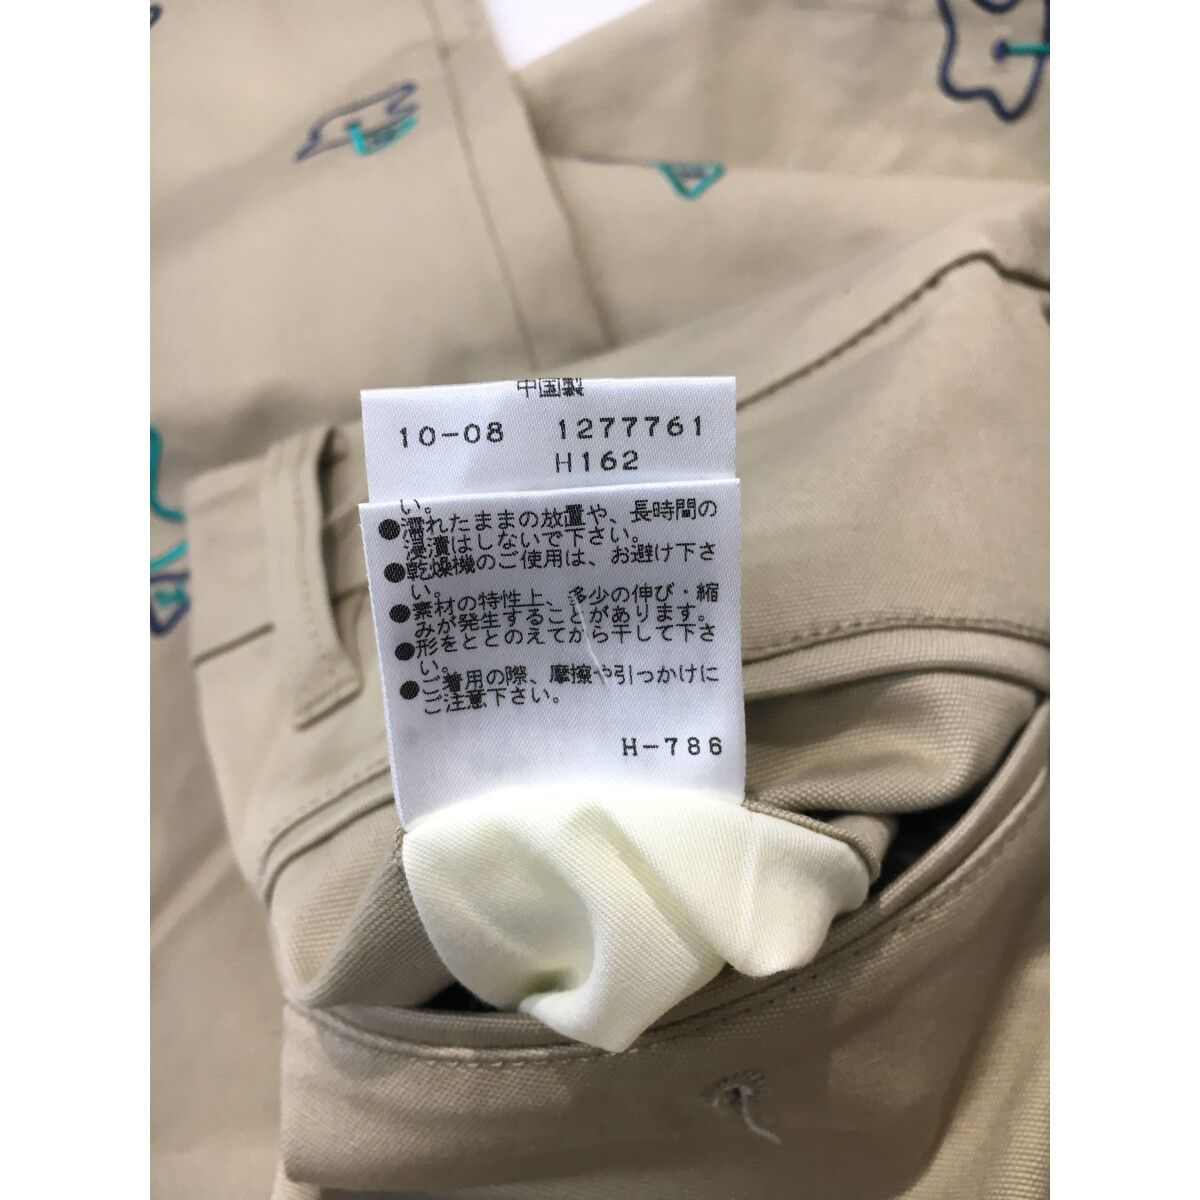 中国製
10-08 1277761
H162
い。
●濡れたままの放置や、長時間の
浸漬はしないで下さい。
●乾燥機のご使用は、お避け下さ
い。
●素材の特性上、多少の伸び・縮
みが発生することがあります。
●形をととのえてから干して下さ
い。
●ご着用の際、摩擦や引っかけに
ご注意下さい。
H-786